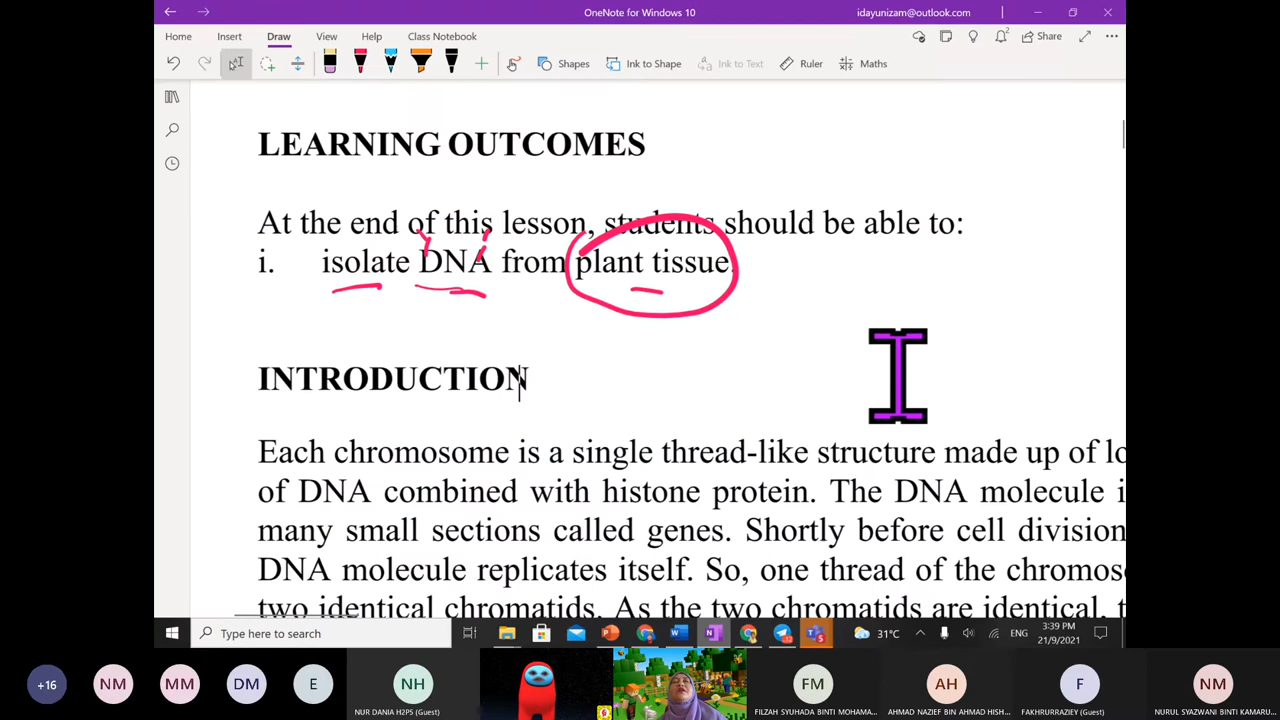 OneNote for Windows 10
idayunizam@outlook.com
Home Insert Draw View Help Class Notebook
Share
Shapes Ink to Shape Ink to Text Ruler Maths
LEARNING OUTCOMES
At the end of this lesson, students should be able to:
i. isolate DNA from plant tissue.
INTRODUCTION
Each chromosome is a single thread-like structure made up of lo
of DNA combined with histone protein. The DNA molecule i
many small sections called genes. Shortly before cell division
DNA molecule replicates itself. So, one thread of the chromos
two identical chromatids. As the two chromatids are identical, t
Type here to search
31°C
ENG
3:39 PM
21/9/2021
+16 NM MM DM E NH FM AH F NM
NUR DANIA H2P5 (Guest)
FILZAH SYUHADA BINTI MOHAMA...
AHMAD NAZIEF BIN AHMAD HISH...
FAKHRURRAZIEY (Guest)
NURUL SYAZWANI BINTI KAMARU...